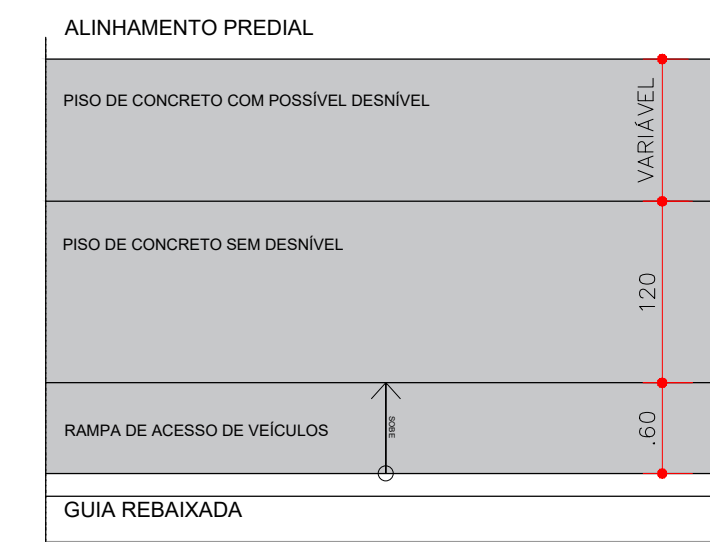 ALINHAMENTO PREDIAL
PISO DE CONCRETO COM POSSÍVEL DESNÍVEL
VARIÁVEL
PISO DE CONCRETO SEM DESNÍVEL
120
RAMPA DE ACESSO DE VEÍCULOS
SOBE
.60
GUIA REBAIXADA